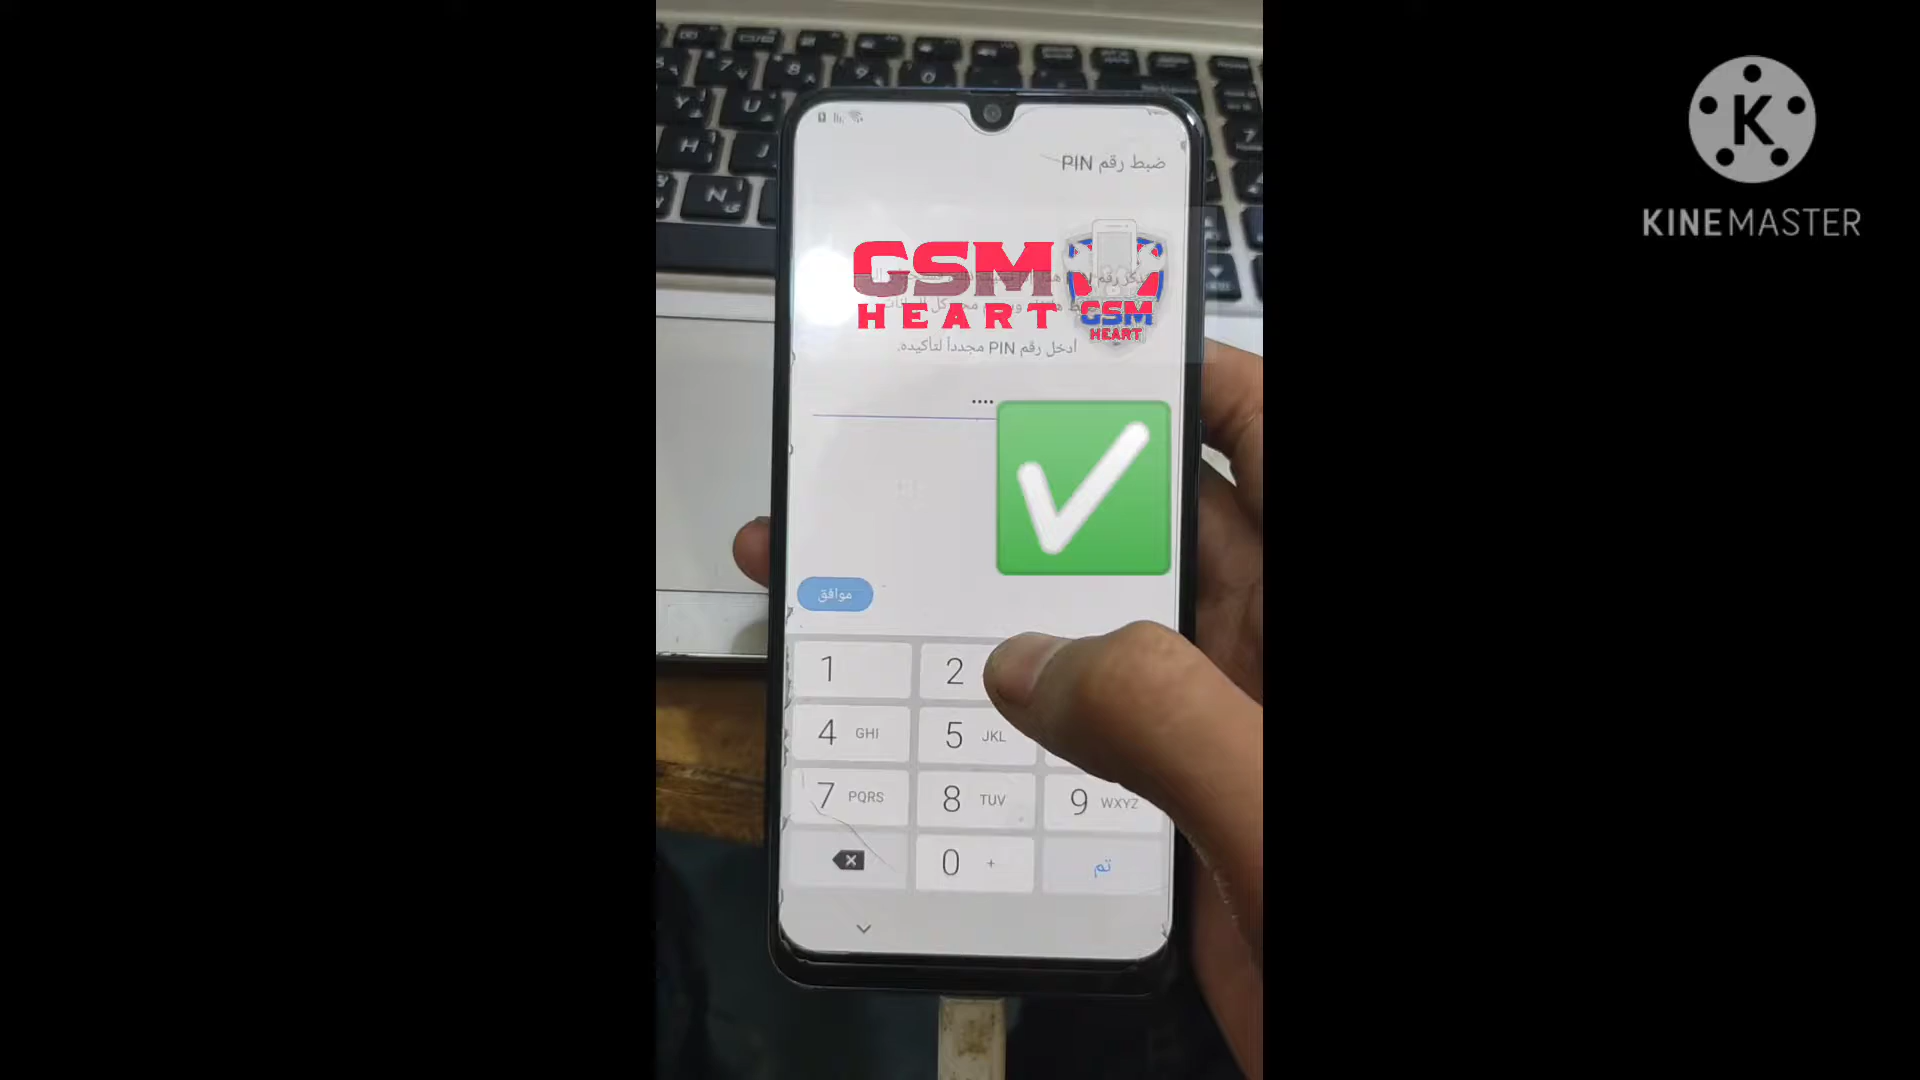 ضبط رقم PIN
GSM
HEART
GSM
HEART
أدخل رقم PIN مجدداً لتأكيده.
موافق
1
2
4 GHI
5 JKL
7 PQRS
8 TUV
9 WXYZ
0 +
تم
K
KINEMASTER